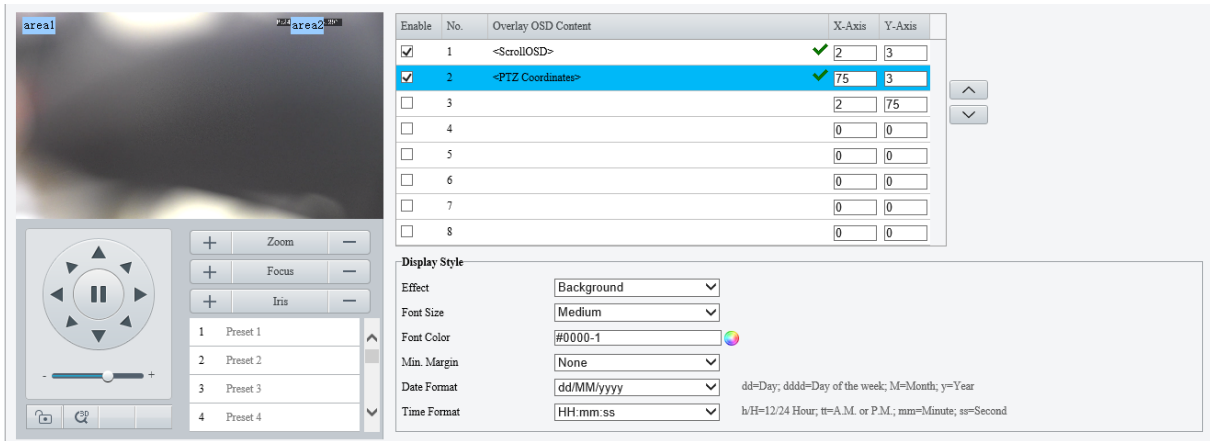 area1
area2
Enable No. Overlay OSD Content X-Axis Y-Axis
1 <ScrollOSD> 2 3
2 <PTZ Coordinates> 75 3
3 2 75
4 0 0
5 0 0
6 0 0
7 0 0
8 0 0
+ Zoom —
+ Focus —
+ Iris —
1 Preset 1
2 Preset 2
3 Preset 3
4 Preset 4
- +
3D
Display Style
Effect Background
Font Size Medium
Font Color #0000-1
Min. Margin None
Date Format dd/MM/yyyy dd=Day; dddd=Day of the week; M=Month; y=Year
Time Format HH:mm:ss h/H=12/24 Hour; tt=A.M. or P.M.; mm=Minute; ss=Second